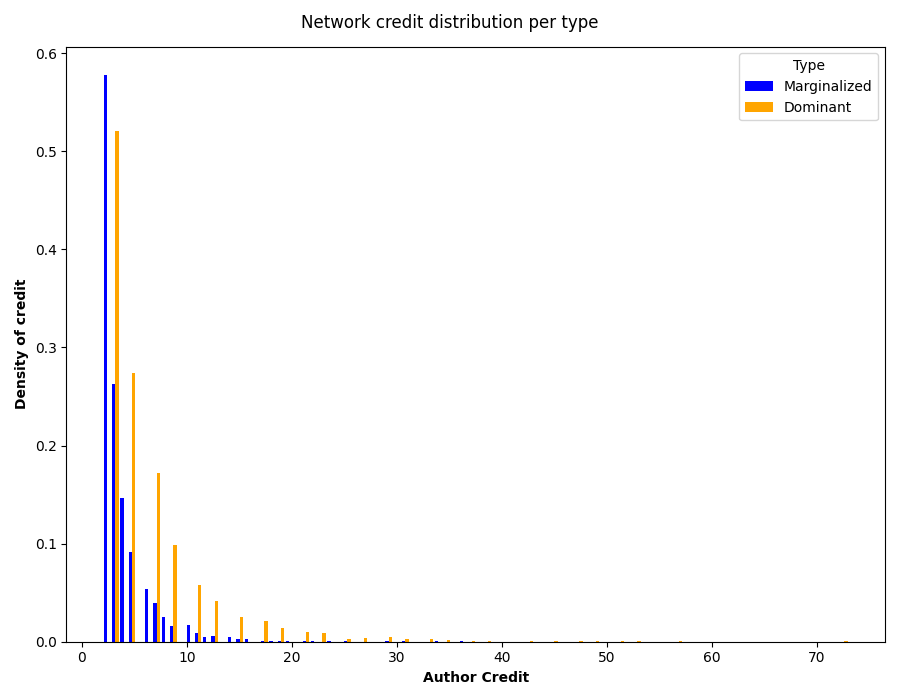 Network credit distribution per type
0.6
0.5
0.4
0.3
0.2
0.1
0.0
Density of credit
Type
Marginalized
Dominant
0 10 20 30 40 50 60 70
Author Credit